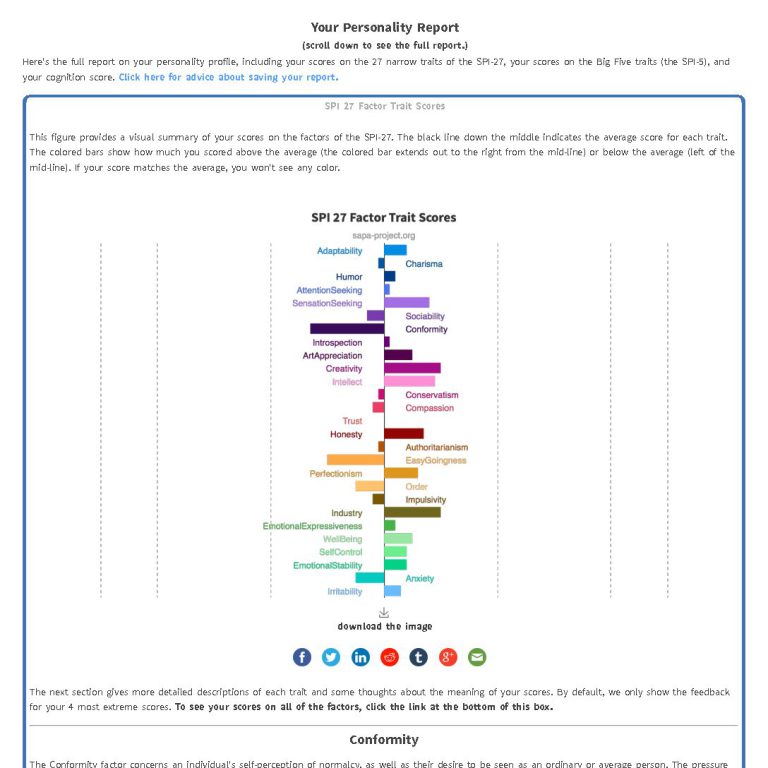 Your Personality Report
(scroll down to see the full report.)
Here's the full report on your personality profile, including your scores on the 27 narrow traits of the SPI-27, your scores on the Big Five traits (the SPI-5), and
your cognition score. Click here for advice about saving your report.
SPI 27 Factor Trait Scores
This figure provides a visual summary of your scores on the factors of the SPI-27. The black line down the middle indicates the average score for each trait.
The colored bars show how much you scored above the average (the colored bar extends out to the right from the mid-line) or below the average (left of the
mid-line). If your score matches the average, you won't see any color.
SPI 27 Factor Trait Scores
sapa-project.org
Adaptability
Charisma
Humor
AttentionSeeking
SensationSeeking
Sociability
Conformity
Introspection
ArtAppreciation
Creativity
Intellect
Conservatism
Compassion
Trust
Honesty
Authoritarianism
EasyGoingness
Perfectionism
Order
Impulsivity
Industry
EmotionalExpressiveness
WellBeing
SelfControl
EmotionalStability
Anxiety
Irritability
download the image
The next section gives more detailed descriptions of each trait and some thoughts about the meaning of your scores. By default, we only show the feedback
for your 4 most extreme scores. To see your scores on all of the factors, click the link at the bottom of this box.
Conformity
The Conformity factor concerns an individual's self-perception of normalcy, as well as their desire to be seen as an ordinary or average person. The pressure